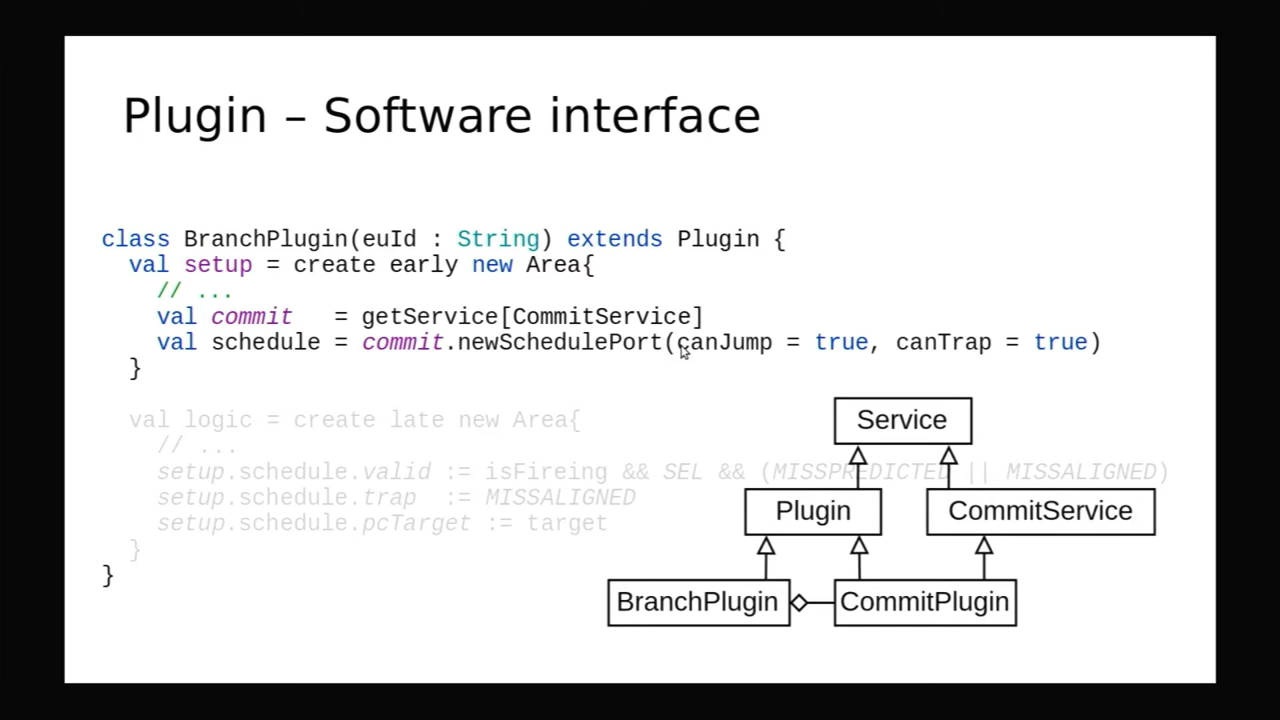 Plugin – Software interface
class BranchPlugin(euId : String) extends Plugin {
val setup = create early new Area{
// ...
val commit = getService[CommitService]
val schedule = commit.newSchedulePort(canJump = true, canTrap = true)
}
val logic = create late new Area{
// ...
setup.schedule.valid := isFireing && SEL && (MISSPREDICTED || MISSALIGNED)
setup.schedule.trap := MISSALIGNED
setup.schedule.pcTarget := target
}
}
Service
Plugin
CommitService
BranchPlugin
CommitPlugin